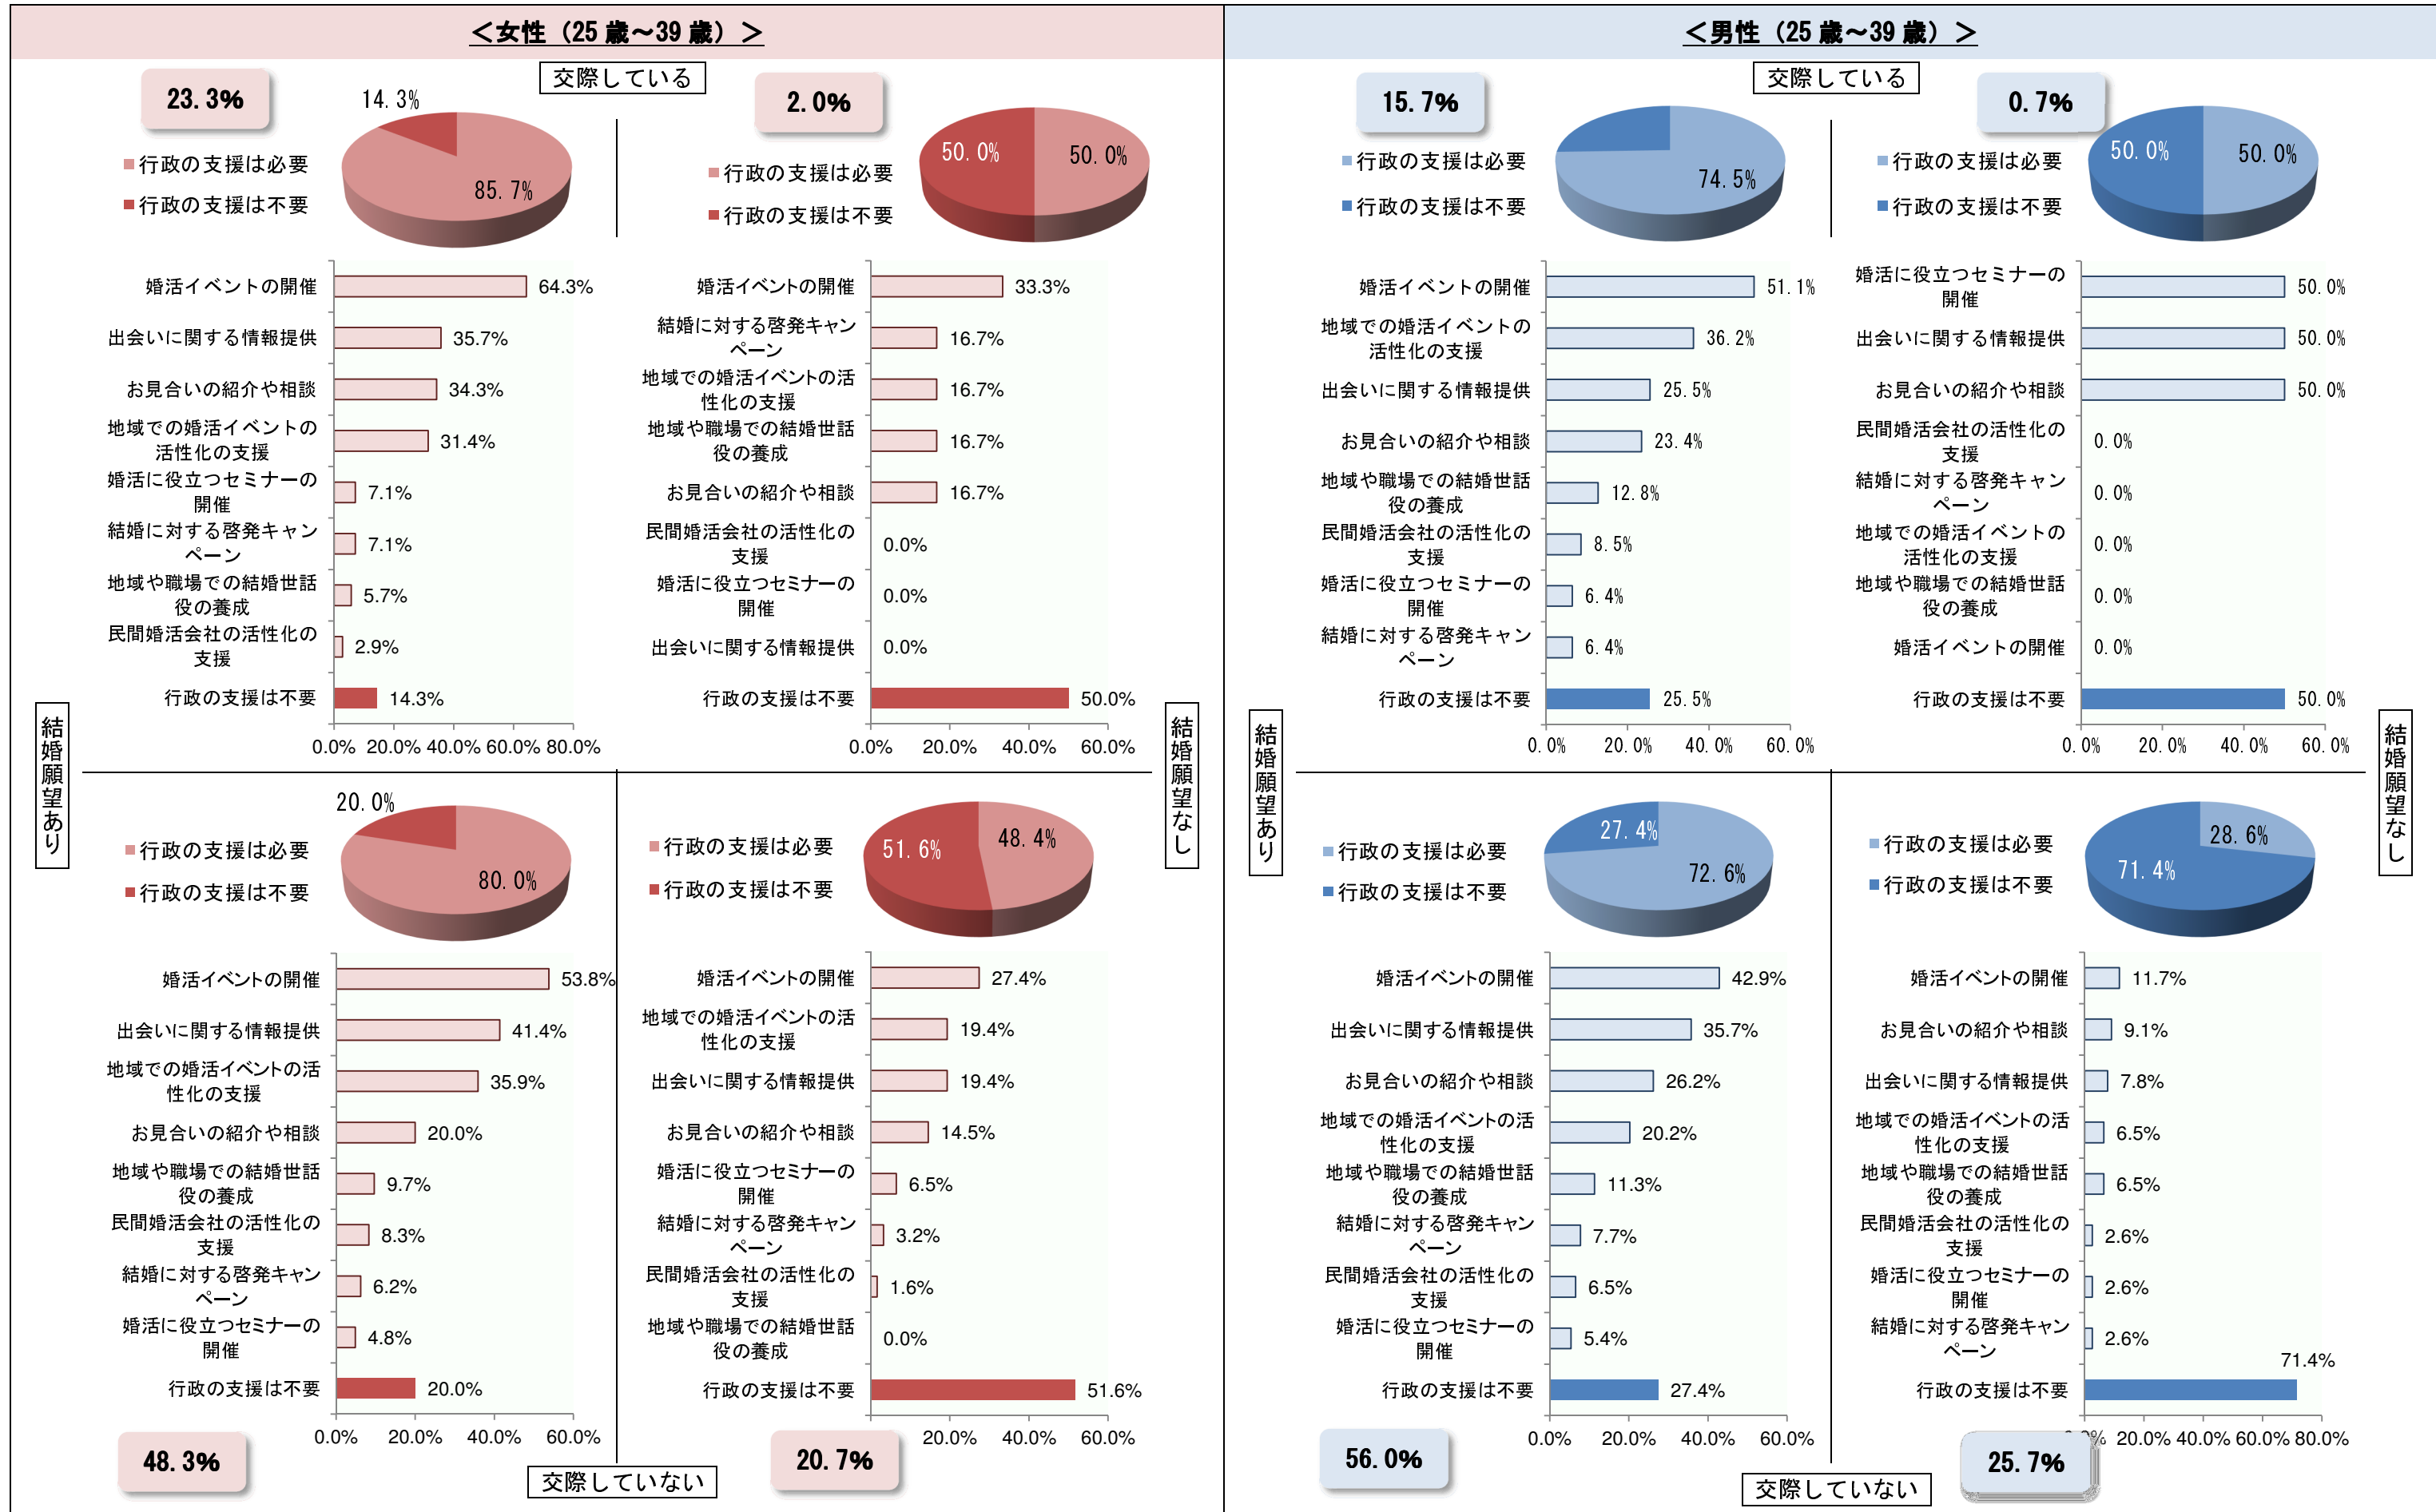 ＜女性（25 歳～39 歳）＞
交際している
23.3%
14.3%
行政の支援は必要
行政の支援は不要
85.7%
2.0%
行政の支援は必要
行政の支援は不要
50.0%
50.0%
婚活イベントの開催
64.3%
出会いに関する情報提供
35.7%
お見合いの紹介や相談
34.3%
地域での婚活イベントの
活性化の支援
31.4%
婚活に役立つセミナーの
開催
7.1%
結婚に対する啓発キャン
ペーン
7.1%
地域や職場での結婚世話
役の養成
5.7%
民間婚活会社の活性化の
支援
2.9%
行政の支援は不要
14.3%
0.0% 20.0% 40.0% 60.0% 80.0%
婚活イベントの開催
33.3%
結婚に対する啓発キャン
ペーン
16.7%
地域での婚活イベントの活
性化の支援
16.7%
地域や職場での結婚世話
役の養成
16.7%
お見合いの紹介や相談
16.7%
民間婚活会社の活性化の
支援
0.0%
婚活に役立つセミナーの
開催
0.0%
出会いに関する情報提供
0.0%
行政の支援は不要
50.0%
0.0% 20.0% 40.0% 60.0%
結婚願望あり
結婚願望なし
20.0%
行政の支援は必要
行政の支援は不要
80.0%
行政の支援は必要
行政の支援は不要
51.6%
48.4%
婚活イベントの開催
53.8%
出会いに関する情報提供
41.4%
地域での婚活イベントの活
性化の支援
35.9%
お見合いの紹介や相談
20.0%
地域や職場での結婚世話
役の養成
9.7%
民間婚活会社の活性化の
支援
8.3%
結婚に対する啓発キャン
ペーン
6.2%
婚活に役立つセミナーの
開催
4.8%
行政の支援は不要
20.0%
0.0% 20.0% 40.0% 60.0%
48.3%
婚活イベントの開催
27.4%
地域での婚活イベントの活
性化の支援
19.4%
出会いに関する情報提供
19.4%
お見合いの紹介や相談
14.5%
婚活に役立つセミナーの
開催
6.5%
結婚に対する啓発キャン
ペーン
3.2%
民間婚活会社の活性化の
支援
1.6%
地域や職場での結婚世話
役の養成
0.0%
行政の支援は不要
51.6%
20.0% 40.0% 60.0%
20.7%
交際していない
＜男性（25 歳～39 歳）＞
交際している
15.7%
行政の支援は必要
行政の支援は不要
74.5%
0.7%
行政の支援は必要
行政の支援は不要
50.0%
50.0%
婚活イベントの開催
51.1%
地域での婚活イベントの
活性化の支援
36.2%
出会いに関する情報提供
25.5%
お見合いの紹介や相談
23.4%
地域や職場での結婚世話
役の養成
12.8%
民間婚活会社の活性化の
支援
8.5%
婚活に役立つセミナーの
開催
6.4%
結婚に対する啓発キャン
ペーン
6.4%
行政の支援は不要
25.5%
0.0% 20.0% 40.0% 60.0%
婚活に役立つセミナーの
開催
50.0%
出会いに関する情報提供
50.0%
お見合いの紹介や相談
50.0%
民間婚活会社の活性化の
支援
0.0%
結婚に対する啓発キャン
ペーン
0.0%
地域での婚活イベントの
活性化の支援
0.0%
地域や職場での結婚世話
役の養成
0.0%
婚活イベントの開催
0.0%
行政の支援は不要
50.0%
0.0% 20.0% 40.0% 60.0%
結婚願望あり
結婚願望なし
行政の支援は必要
行政の支援は不要
27.4%
72.6%
行政の支援は必要
行政の支援は不要
28.6%
71.4%
婚活イベントの開催
42.9%
出会いに関する情報提供
35.7%
お見合いの紹介や相談
26.2%
地域での婚活イベントの活
性化の支援
20.2%
地域や職場での結婚世話
役の養成
11.3%
結婚に対する啓発キャン
ペーン
7.7%
民間婚活会社の活性化の
支援
6.5%
婚活に役立つセミナーの
開催
5.4%
行政の支援は不要
27.4%
0.0% 20.0% 40.0% 60.0%
56.0%
婚活イベントの開催
11.7%
お見合いの紹介や相談
9.1%
出会いに関する情報提供
7.8%
地域での婚活イベントの活
性化の支援
6.5%
地域や職場での結婚世話
役の養成
6.5%
民間婚活会社の活性化の
支援
2.6%
婚活に役立つセミナーの
開催
2.6%
結婚に対する啓発キャン
ペーン
2.6%
71.4%
行政の支援は不要
20.0% 40.0% 60.0% 80.0%
25.7%
交際していない